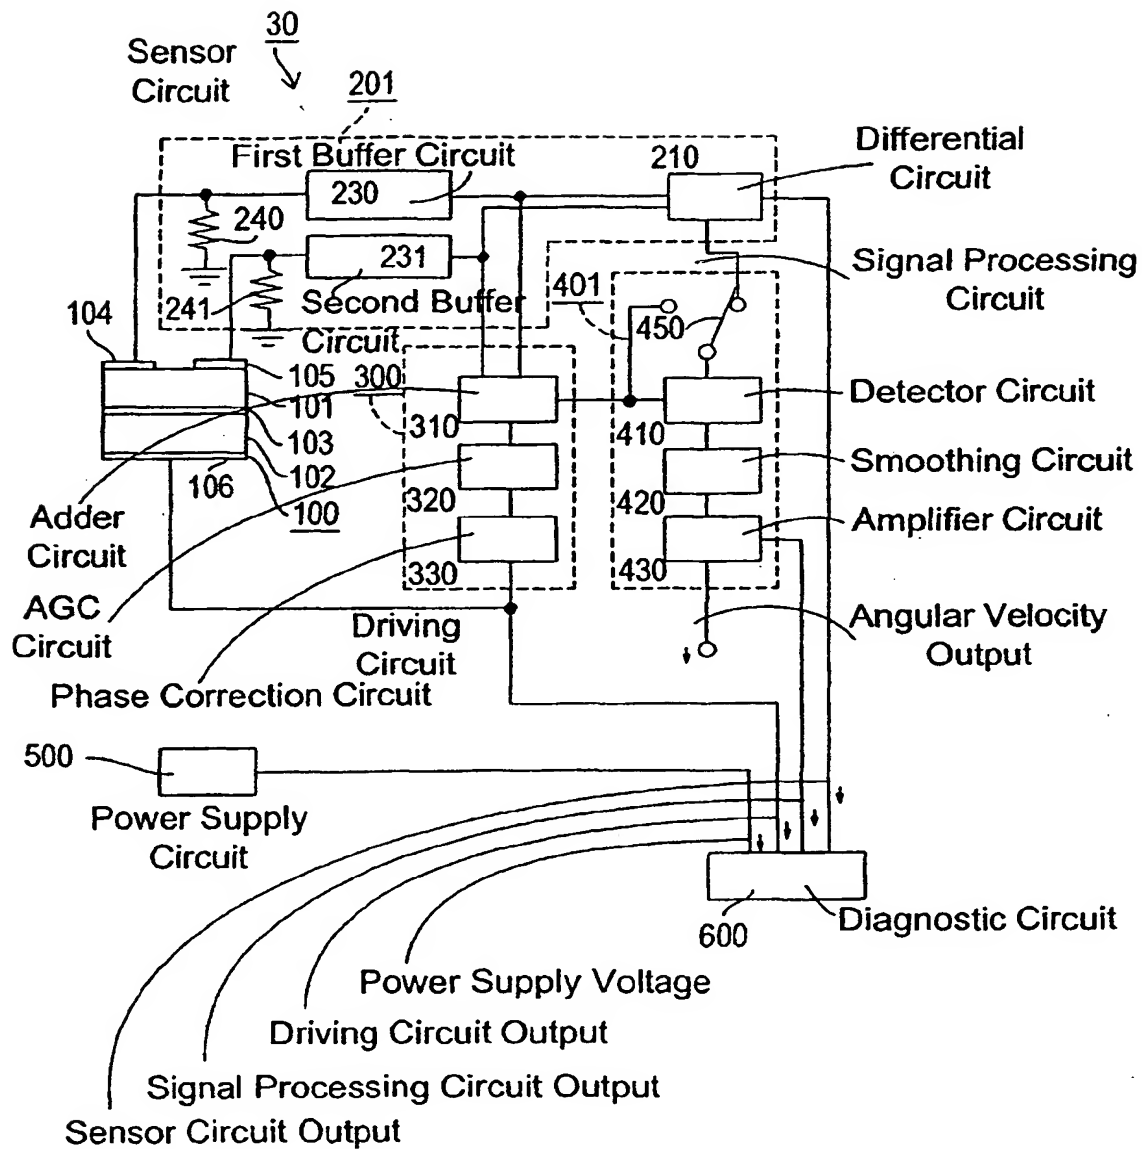 30
Sensor
Circuit
201
First Buffer Circuit
210
Differential
Circuit
230
240
231
241
Second Buffer
Circuit
401
450
Signal Processing
Circuit
104
105
101
103
102
106
100
300
310
320
330
410
420
430
Detector Circuit
Smoothing Circuit
Amplifier Circuit
Adder
Circuit
AGC
Circuit
Driving
Circuit
Phase Correction Circuit
Angular Velocity
Output
500
Power Supply
Circuit
600
Diagnostic Circuit
Power Supply Voltage
Driving Circuit Output
Signal Processing Circuit Output
Sensor Circuit Output